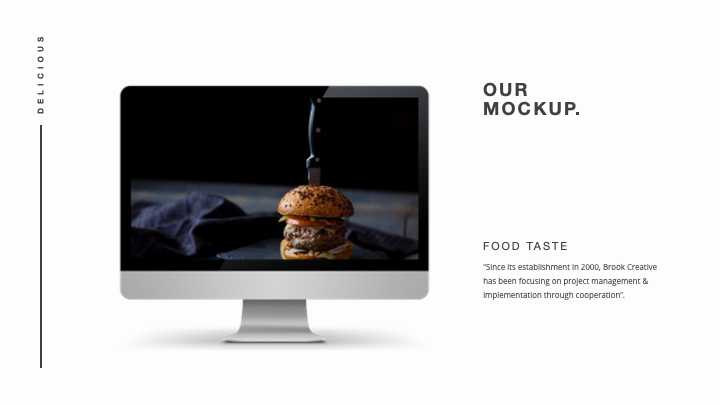 DELICIOUS
OUR
MOCKUP.
FOOD TASTE
"Since its establishment in 2000, Brook Creative
has been focusing on project management &
implementation through cooperation".